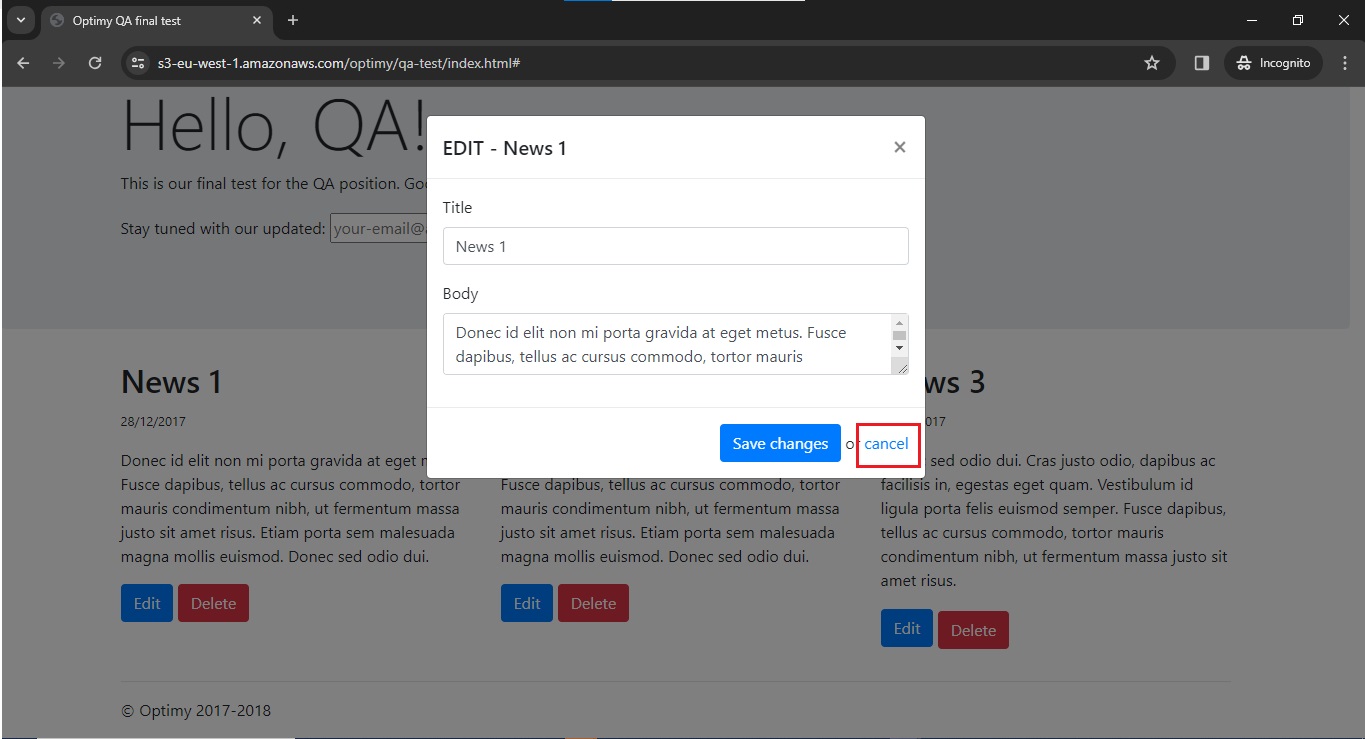 Optimy QA final test
s3-eu-west-1.amazonaws.com/optimy/qa-test/index.html#
Incognito
Hello, QA!
This is our final test for the QA position.
Stay tuned with our updated:
your-email@
EDIT - News 1
×
Title
News 1
Body
Donec id elit non mi porta gravida at eget metus. Fusce
dapibus, tellus ac cursus commodo, tortor mauris
Save changes or cancel
News 1
28/12/2017
Donec id elit non mi porta gravida at eget
Fusce dapibus, tellus ac cursus commodo, tortor
mauris condimentum nibh, ut fermentum massa
justo sit amet risus. Etiam porta sem malesuada
magna mollis euismod. Donec sed odio dui.
Edit Delete
Fusce dapibus, tellus ac cursus commodo, tortor
mauris condimentum nibh, ut fermentum massa
justo sit amet risus. Etiam porta sem malesuada
magna mollis euismod. Donec sed odio dui.
Edit Delete
ws 3
017
sed odio dui. Cras justo odio, dapibus ac
facilisis in, egestas eget quam. Vestibulum id
ligula porta felis euismod semper. Fusce dapibus,
tellus ac cursus commodo, tortor mauris
condimentum nibh, ut fermentum massa justo sit
amet risus.
Edit Delete
© Optimy 2017-2018